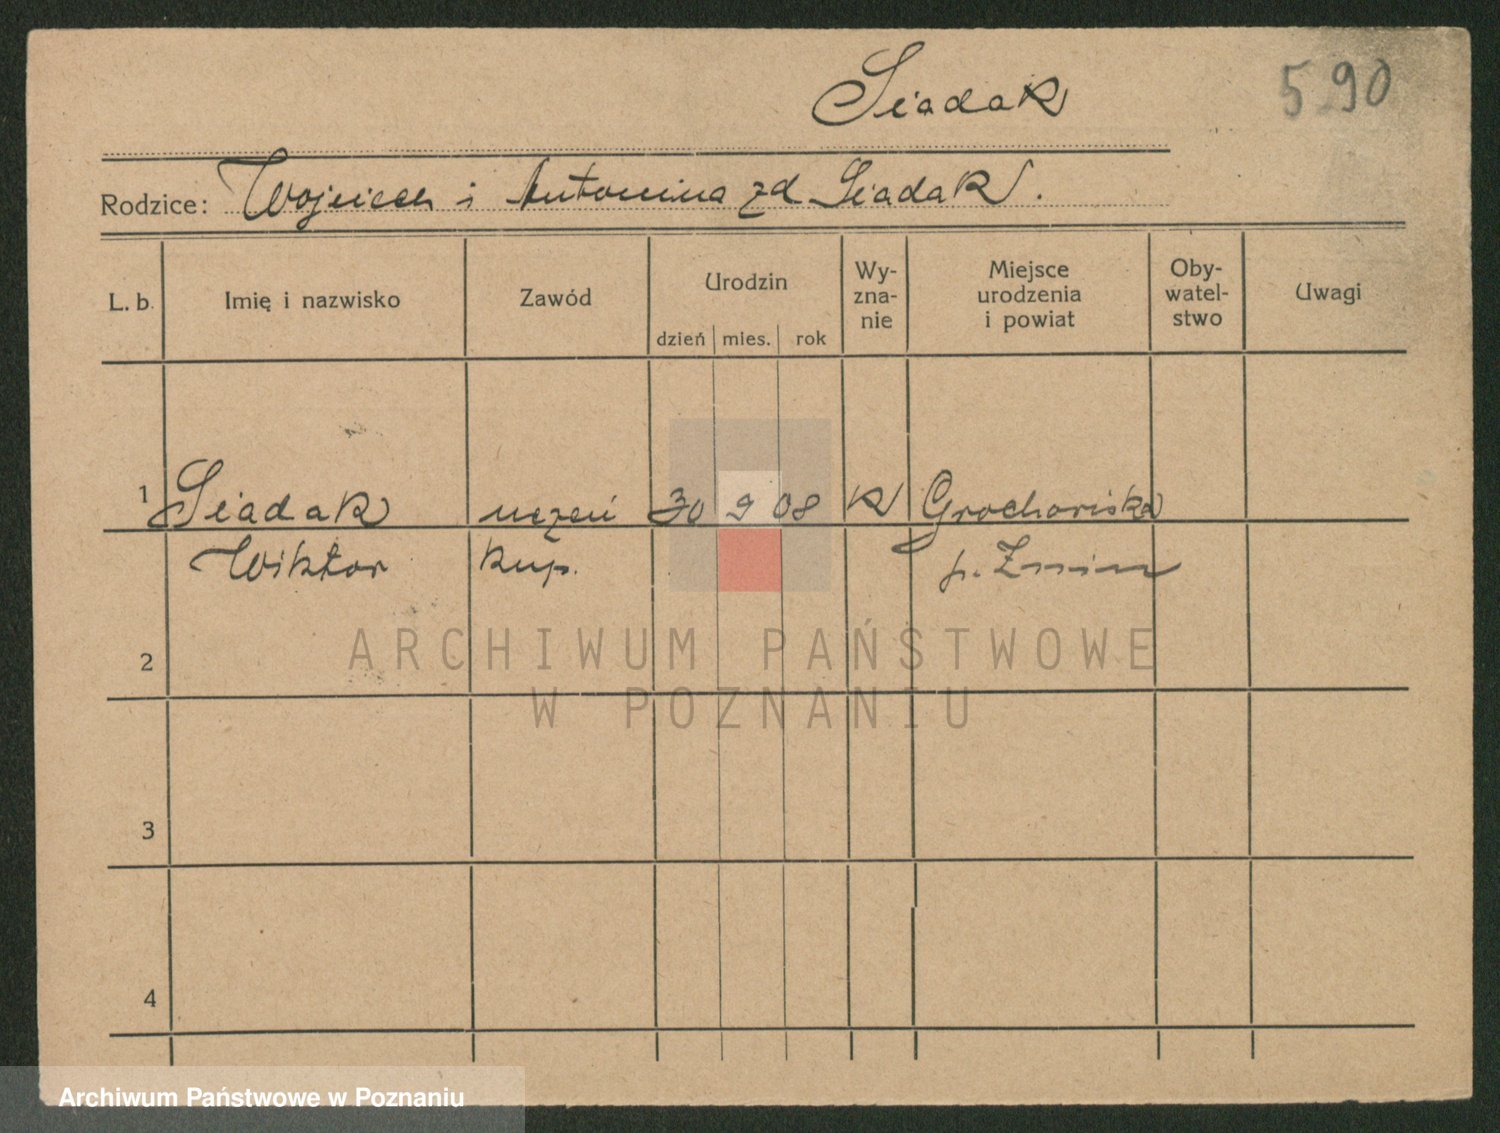 Siadak
590
Rodzice: Wojciech i Antonina zd Siadak.
L. b. Imię i nazwisko Zawód Urodzin dzień mies. rok Wy-zna-nie Miejsce urodzenia i powiat Oby-watel-stwo Uwagi
1 Siadak uczeń 30 9 08 K Grochowiska
Wiktor kup. p. Żnin
2
ARCHIWUM PAŃSTWOWE
W POZNANIU
3
4
Archiwum Państwowe w Poznaniu